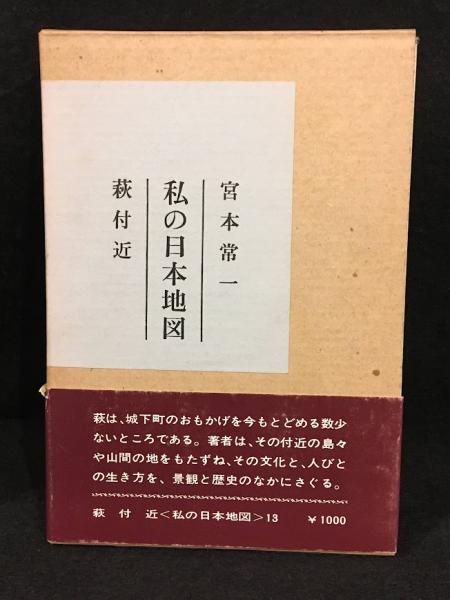 宮本常一
私の日本地図
萩付近
萩は、城下町のおもかげを今もとどめる数少
ないところである。著者は、その付近の島々
や山間の地をもたずね、その文化と、人びと
の生き方を、景観と歴史のなかにさぐる。
萩付近<私の日本地図>13 ¥1000